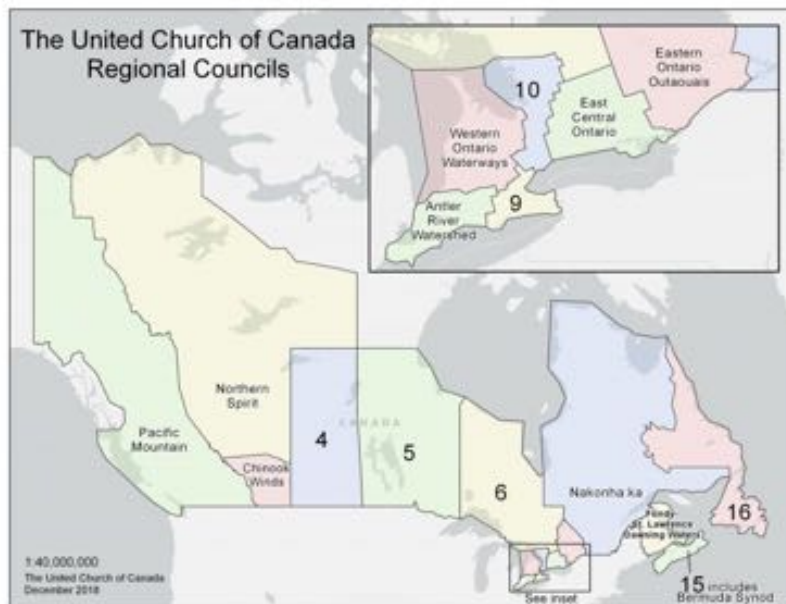 The United Church of Canada
Regional Councils
10
Eastern
Ontario
Outaouais
East
Central
Ontario
Western
Ontario
Waterways
9
Antler
River
Watershed
Northern
Spirit
CANADA
Pacific
Mountain
4
5
Chinook
Winds
6
Nakonha:ka
16
Fundy
St. Lawrence
Dawning Waters
1:40,000,000
The United Church of Canada
December 2018
See inset
15 includes
Bermuda Synod